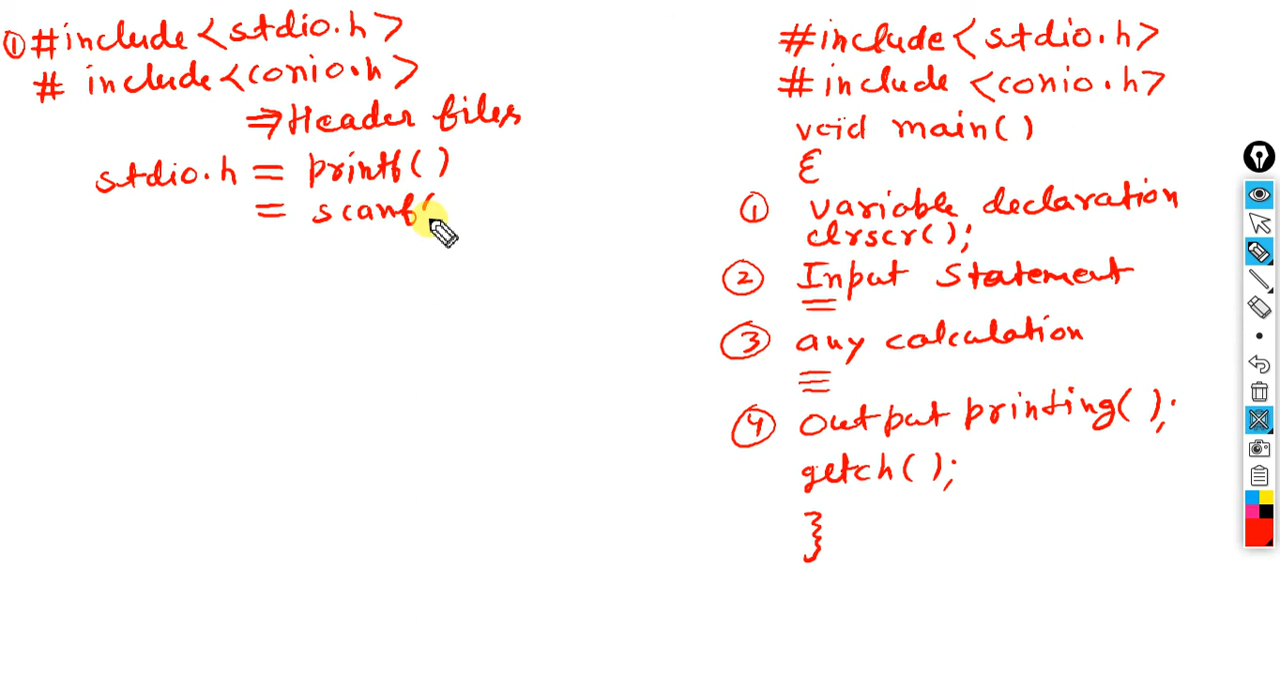 ① #include <stdio.h>
# include <conio.h>
⇒ Header files
stdio.h = printf()
= scanf(
#include <stdio.h>
#include <conio.h>
void main()
{
① variable declaration
clrscr();
② Input Statement
③ any calculation
④ Output printing();
getch();
}